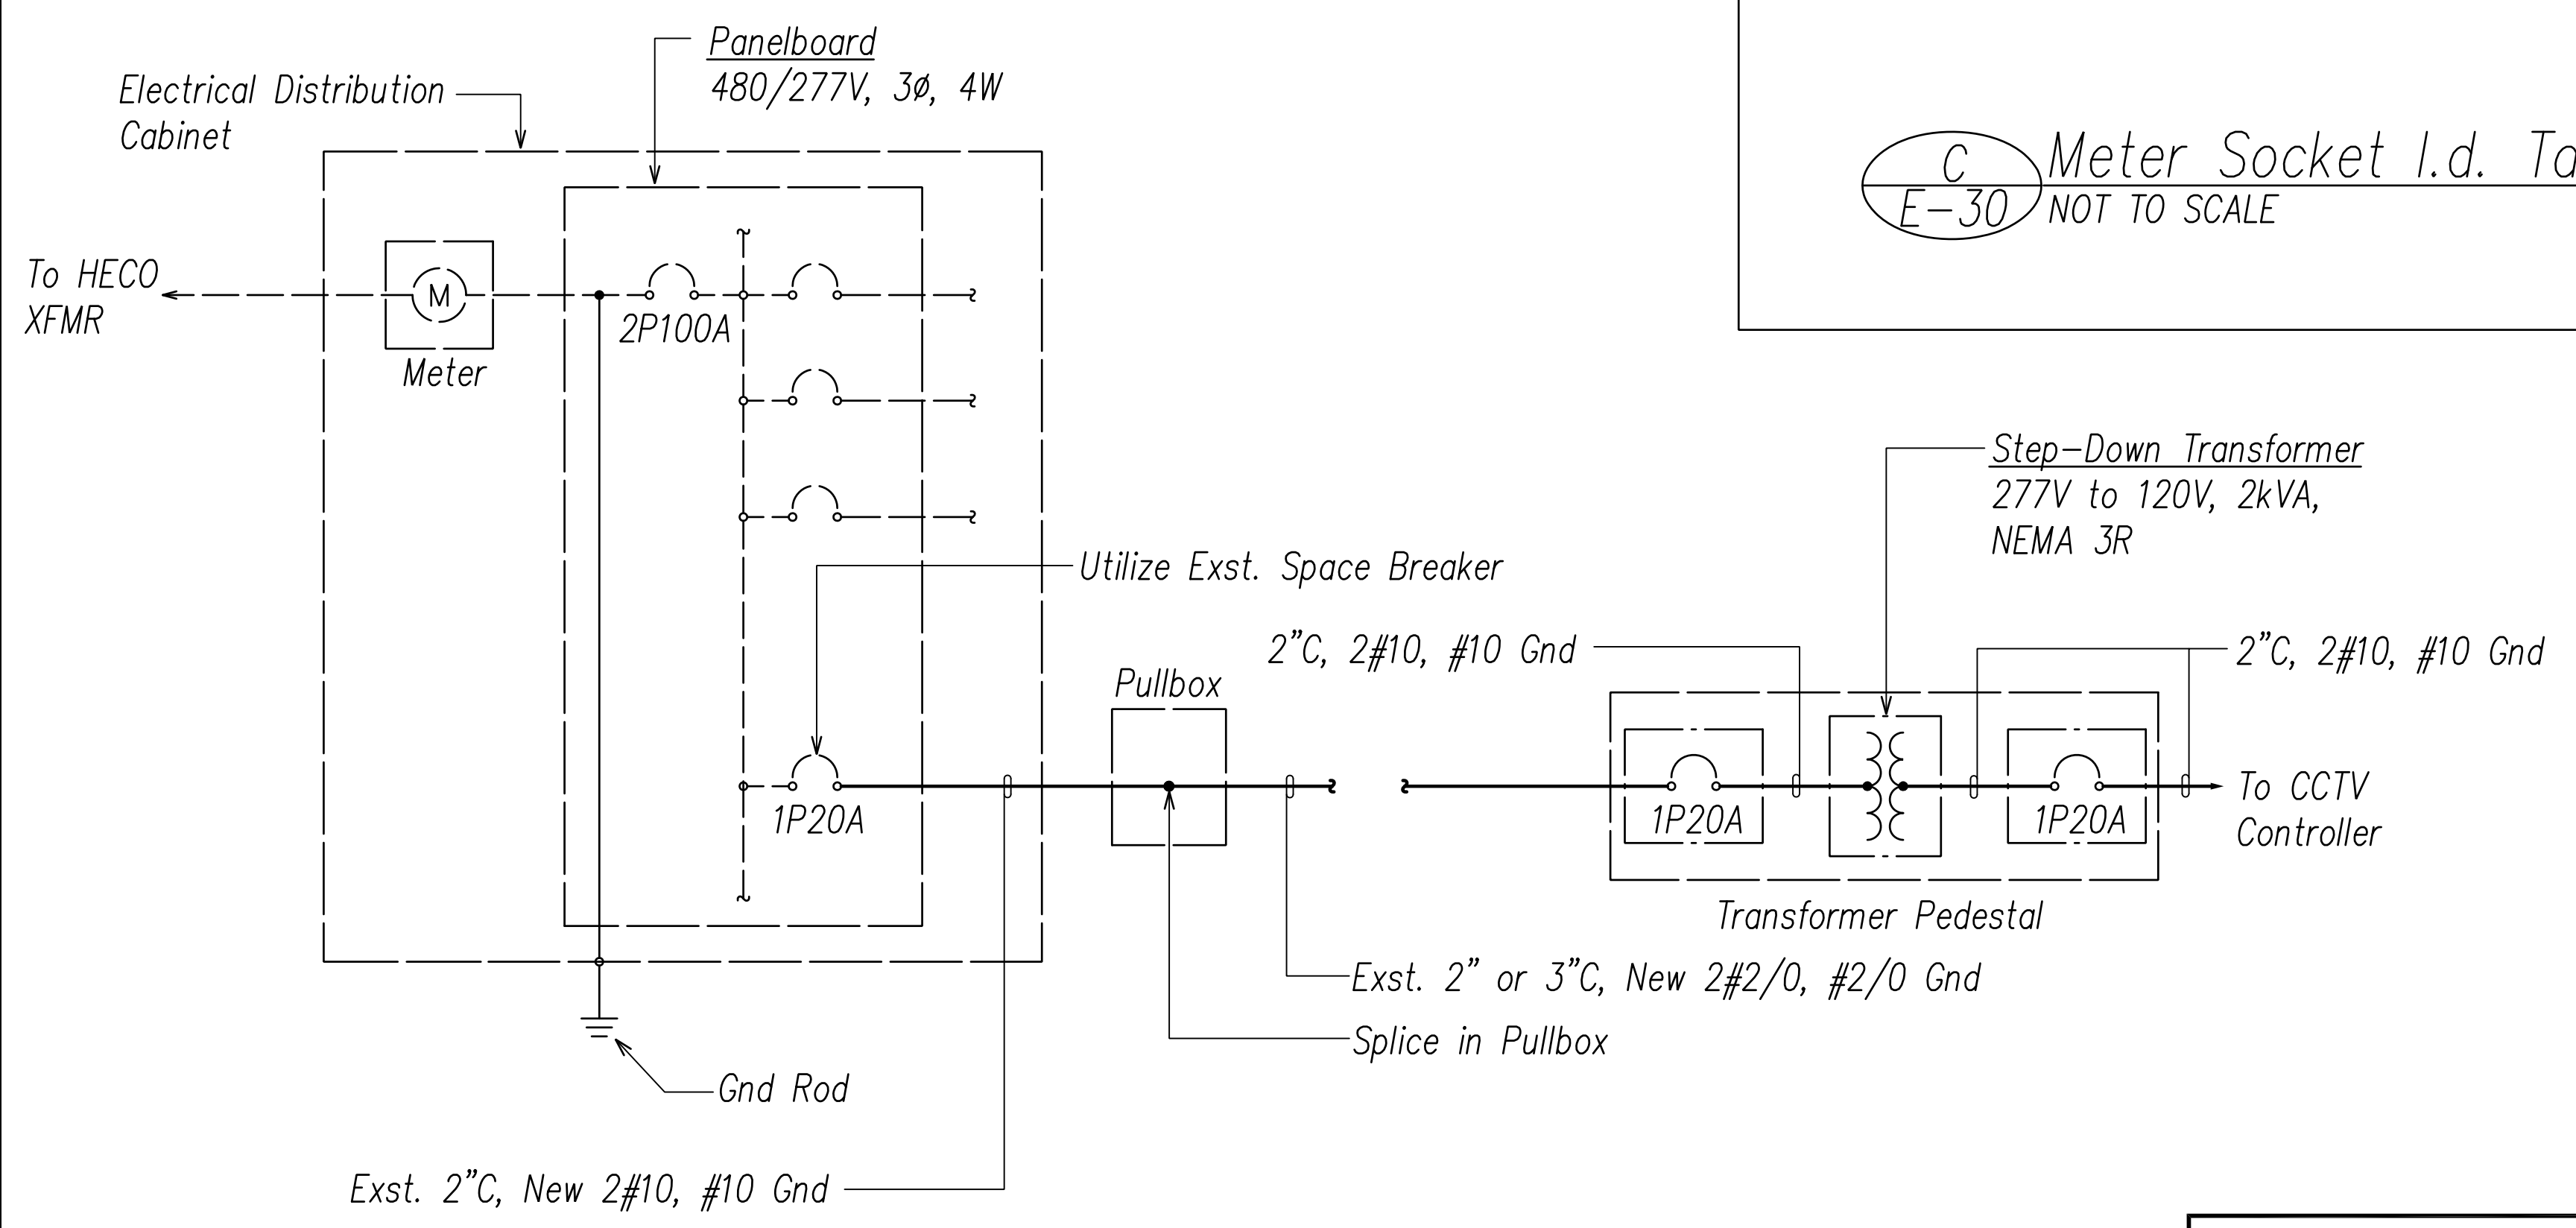 Panelboard
480/277V, 3ø, 4W
Electrical Distribution
Cabinet
C
E-30
Meter Socket I.d.
NOT TO SCALE
To HECO
XFMR
M
Meter
2P100A
Step-Down Transformer
277V to 120V, 2kVA,
NEMA 3R
Utilize Exst. Space Breaker
2"C, 2#10, #10 Gnd
2"C, 2#10, #10 Gnd
Pullbox
1P20A
1P20A
1P20A
To CCTV
Controller
Transformer Pedestal
Exst. 2" or 3"C, New 2#2/0, #2/0 Gnd
Splice in Pullbox
Gnd Rod
Exst. 2"C, New 2#10, #10 Gnd